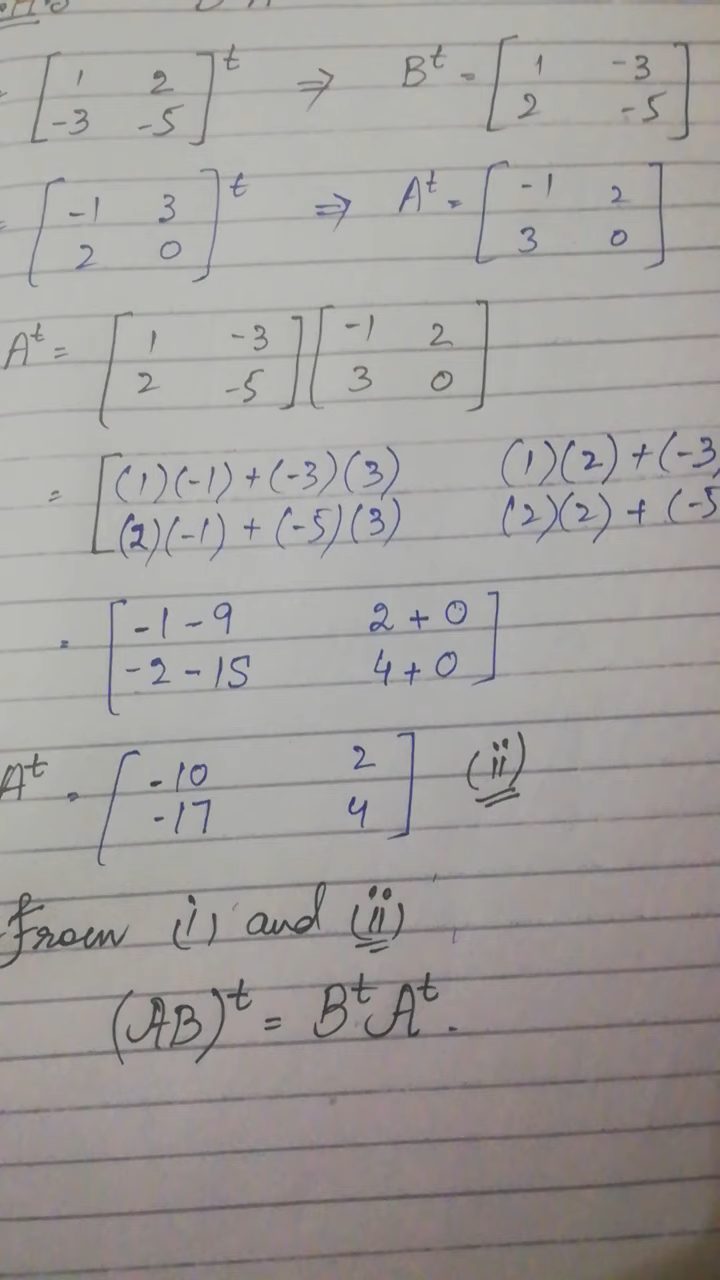 [1 2 -3 -5]^t ⇒ B^t = [1 -3 2 -5]
= [-1 3 2 0]^t ⇒ A^t = [-1 2 3 0]
A^t = [1 -3 2 -5] [-1 2 3 0]
= [(1)(-1)+(-3)(3) (1)(2)+(-3
(2)(-1)+(-5)(3) (2)(2)+(-5
= [-1-9 2+0
-2-15 4+0]
A^t = [-10 2
-17 4] (ii)
From (i) and (ii)
(AB)^t = B^t A^t.